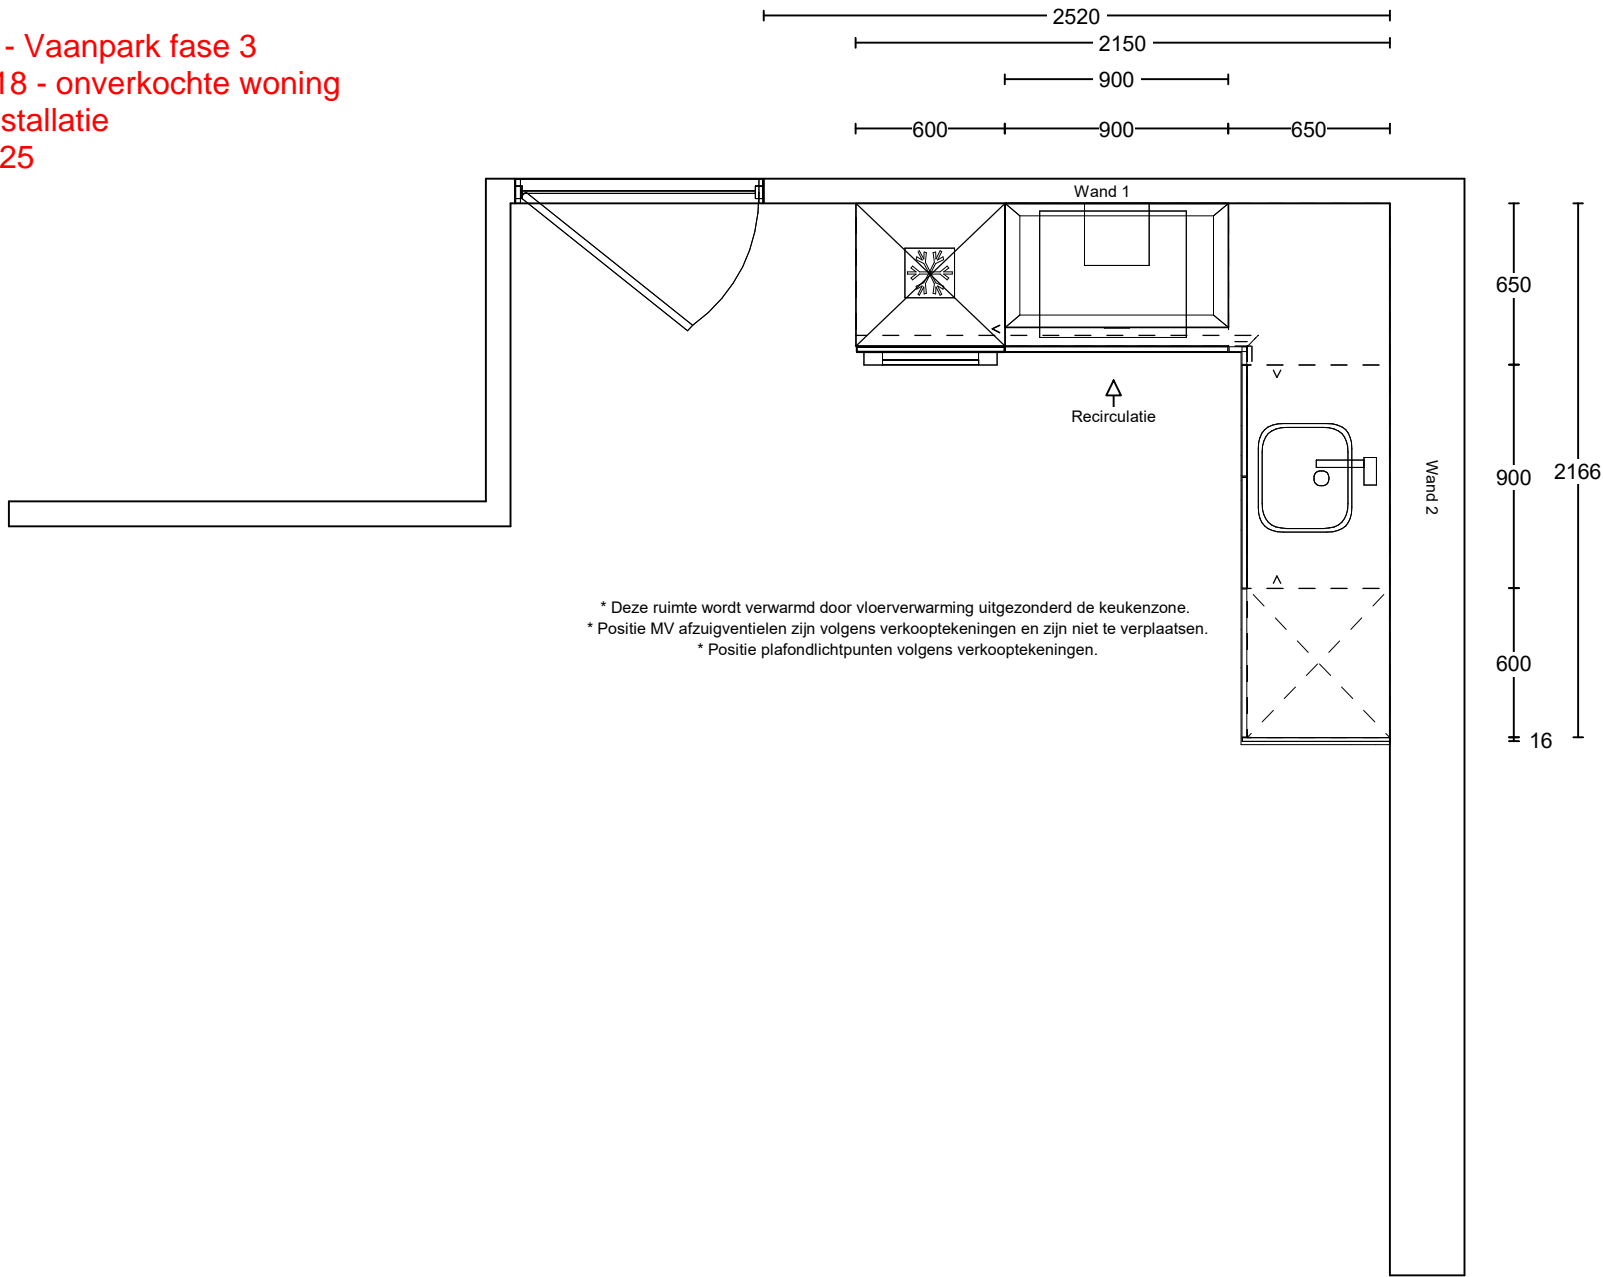 - Vaanpark fase 3
18 - onverkochte woning
stallatie
25
2520
2150
900
600
900
650
Wand 1
650
Recirculatie
900
2166
Wand 2
* Deze ruimte wordt verwarmd door vloerverwarming uitgezonderd de keukenzone.
* Positie MV afzuigventielen zijn volgens verkooptekeningen en zijn niet te verplaatsen.
* Positie plafondlichtpunten volgens verkooptekeningen.
600
16